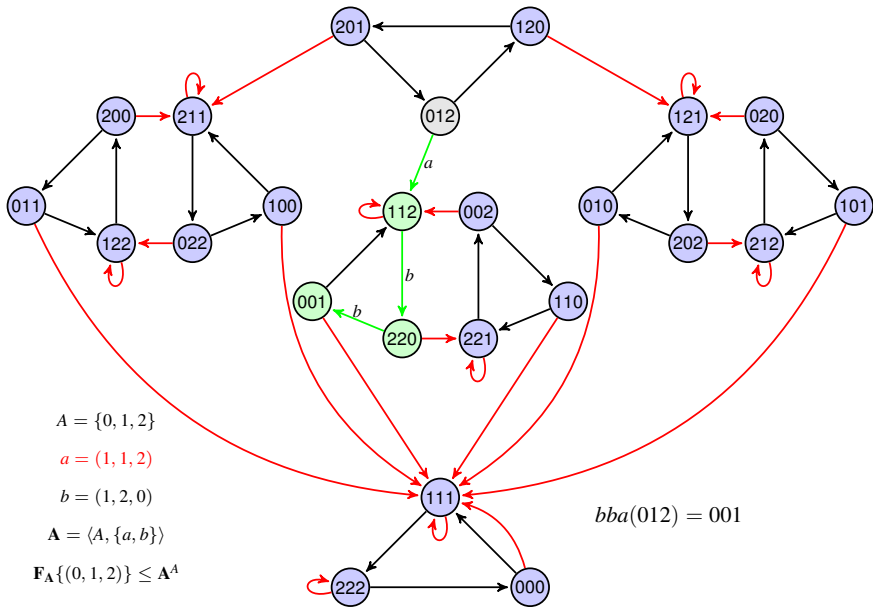 201 120
012
a
200 211 121 020
011 100 112 002 010 101
122 022 202 212
b
001 b 110
220 221
A = {0, 1, 2}
a = (1, 1, 2)
b = (1, 2, 0)
𝐀 = ⟨A, {a, b}⟩
𝐅_𝐀{(0, 1, 2)} ≤ 𝐀^A
111
bba(012) = 001
222 000